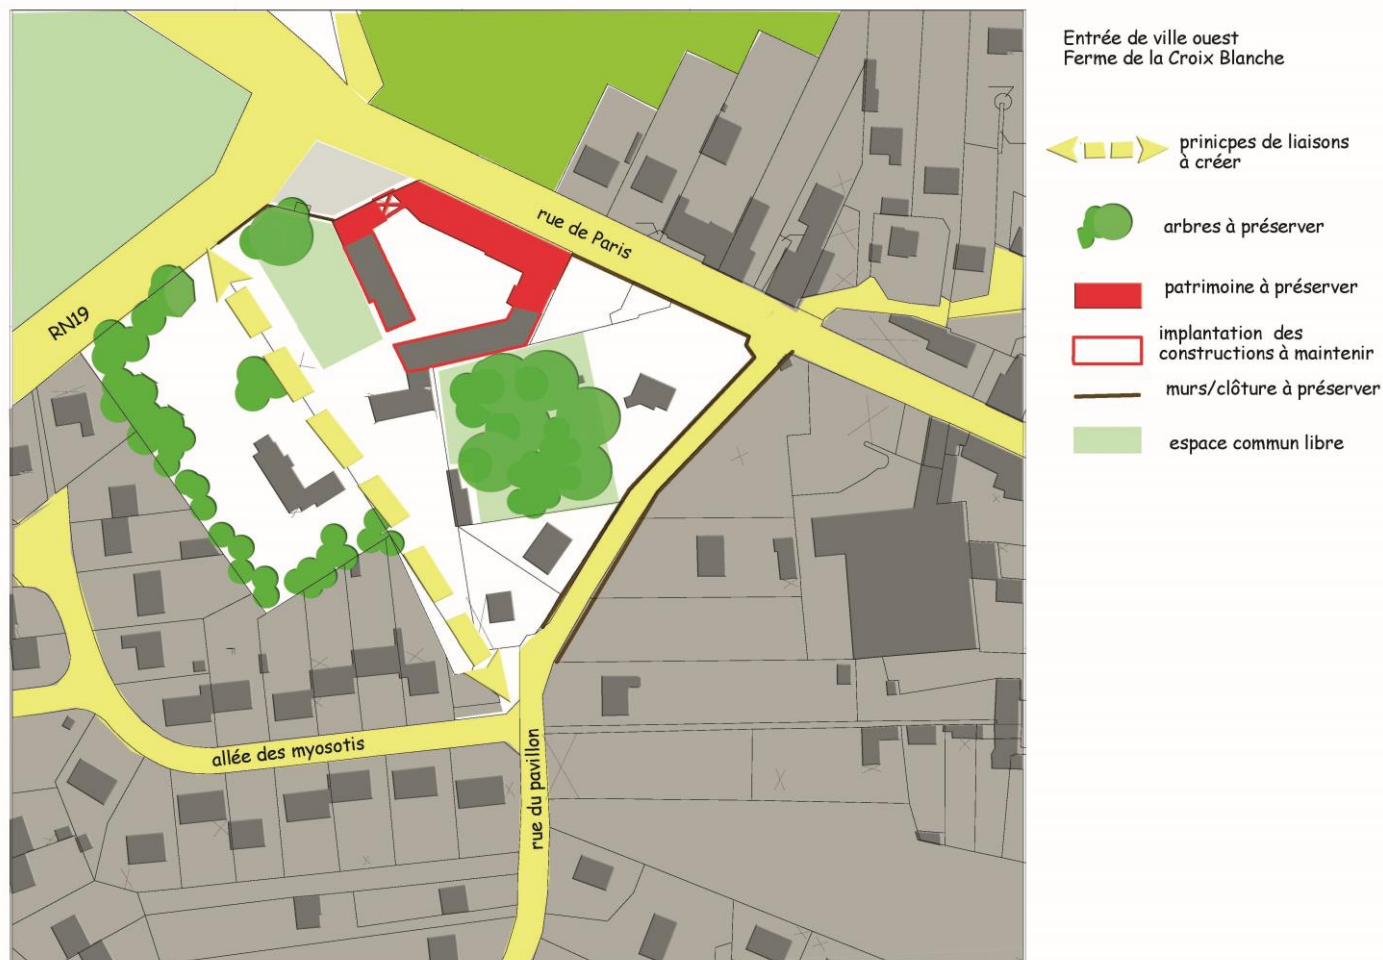 Entrée de ville ouest
Ferme de la Croix Blanche
prinicpes de liaisons
à créer
arbres à préserver
patrimoine à préserver
implantation des
constructions à maintenir
murs/clôture à préserver
espace commun libre
rue de Paris
RN19
allée des myosotis
rue du pavillon